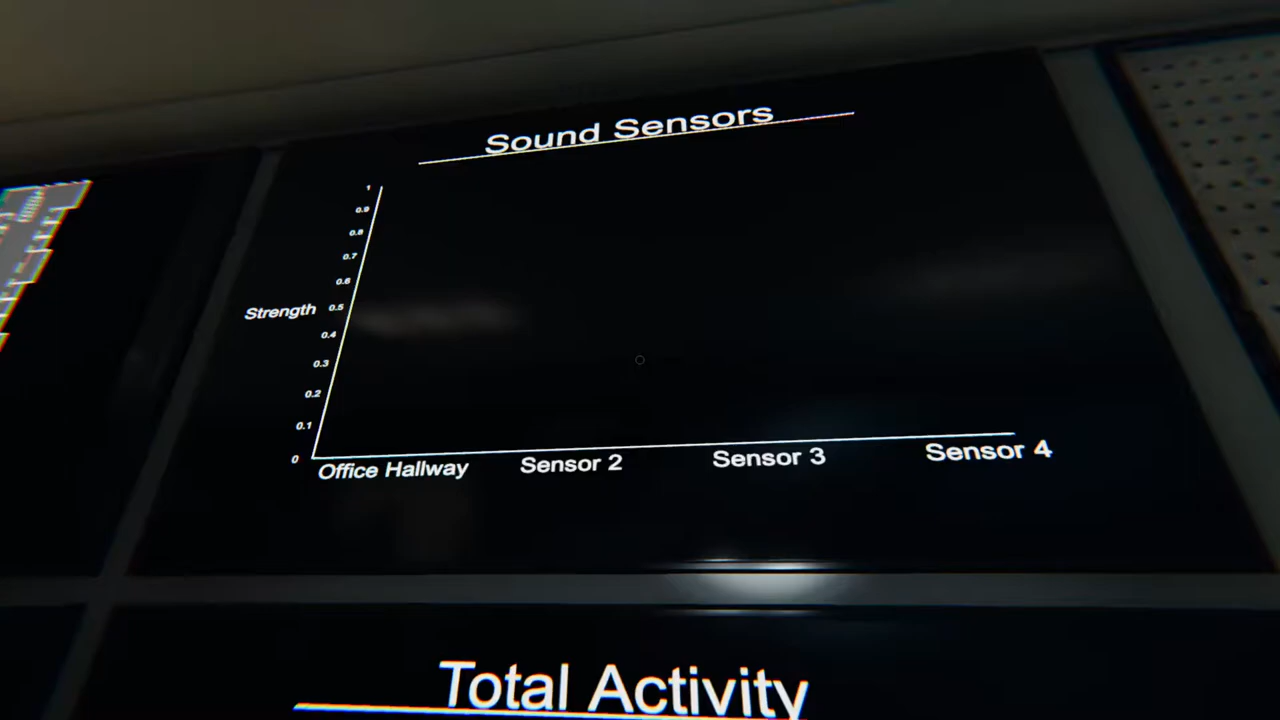 Sound Sensors
1
0.9
0.8
0.7
0.6
Strength 0.5
0.4
0.3
0.2
0.1
0
Office Hallway Sensor 2 Sensor 3 Sensor 4
Total Activity